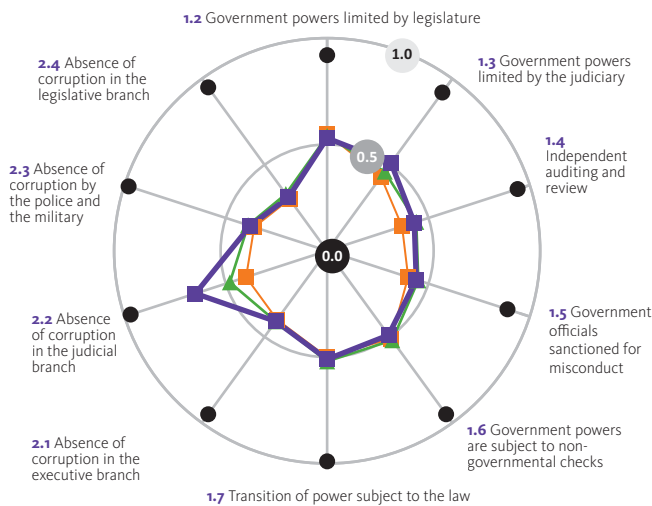 1.2 Government powers limited by legislature
1.0
1.3 Government powers
limited by the judiciary
2.4 Absence of
corruption in the
legislative branch
0.5
1.4
Independent
auditing and
review
2.3 Absence of
corruption by
the police and
the military
0.0
1.5 Government
officials
sanctioned for
misconduct
2.2 Absence
of corruption
in the judicial
branch
1.6 Government powers
are subject to non-
governmental checks
2.1 Absence of
corruption in the
executive branch
1.7 Transition of power subject to the law